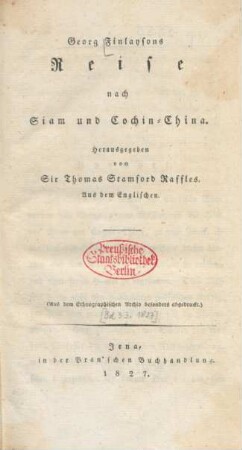 Georg Finlaysons
Reise
nach
Siam und Cochin-China.
Herausgegeben
vom
Sir Thomas Stamford Raffles.
Aus dem Englischen.
Preußische
Staatsbibliothek
Berlin
(Aus dem Ethnographischen Archiv besonders abgedruckt.)
Jena,
in der Bran'schen Buchhandlung.
1827.